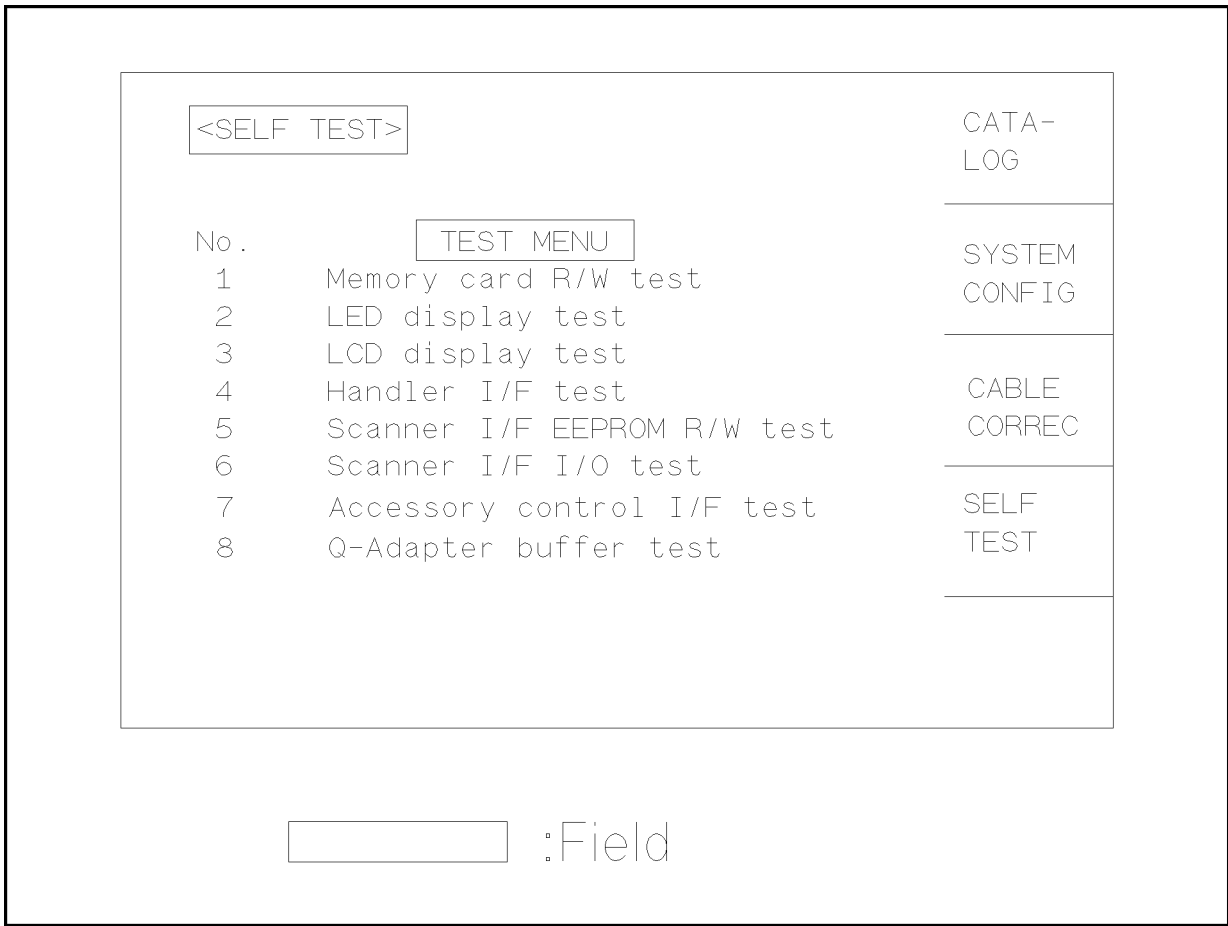 <SELF TEST>
No. TEST MENU
1 Memory card R/W test
2 LED display test
3 LCD display test
4 Handler I/F test
5 Scanner I/F EEPROM R/W test
6 Scanner I/F I/O test
7 Accessory control I/F test
8 Q-Adapter buffer test
CATA-
LOG
SYSTEM
CONFIG
CABLE
CORREC
SELF
TEST
:Field